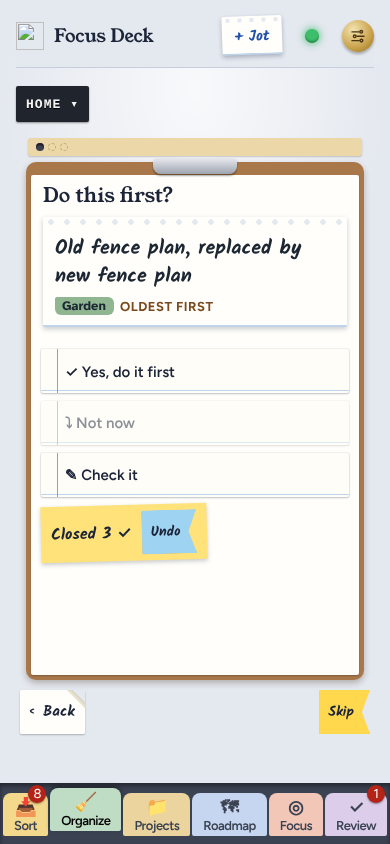 Focus Deck
+ Jot
HOME ▾
Do this first?
Old fence plan, replaced by
new fence plan
Garden OLDEST FIRST
✓ Yes, do it first
⤵ Not now
✎ Check it
Closed 3 ✓ Undo
‹ Back
Skip
8
1
Sort
Organize
Projects
Roadmap
Focus
Review